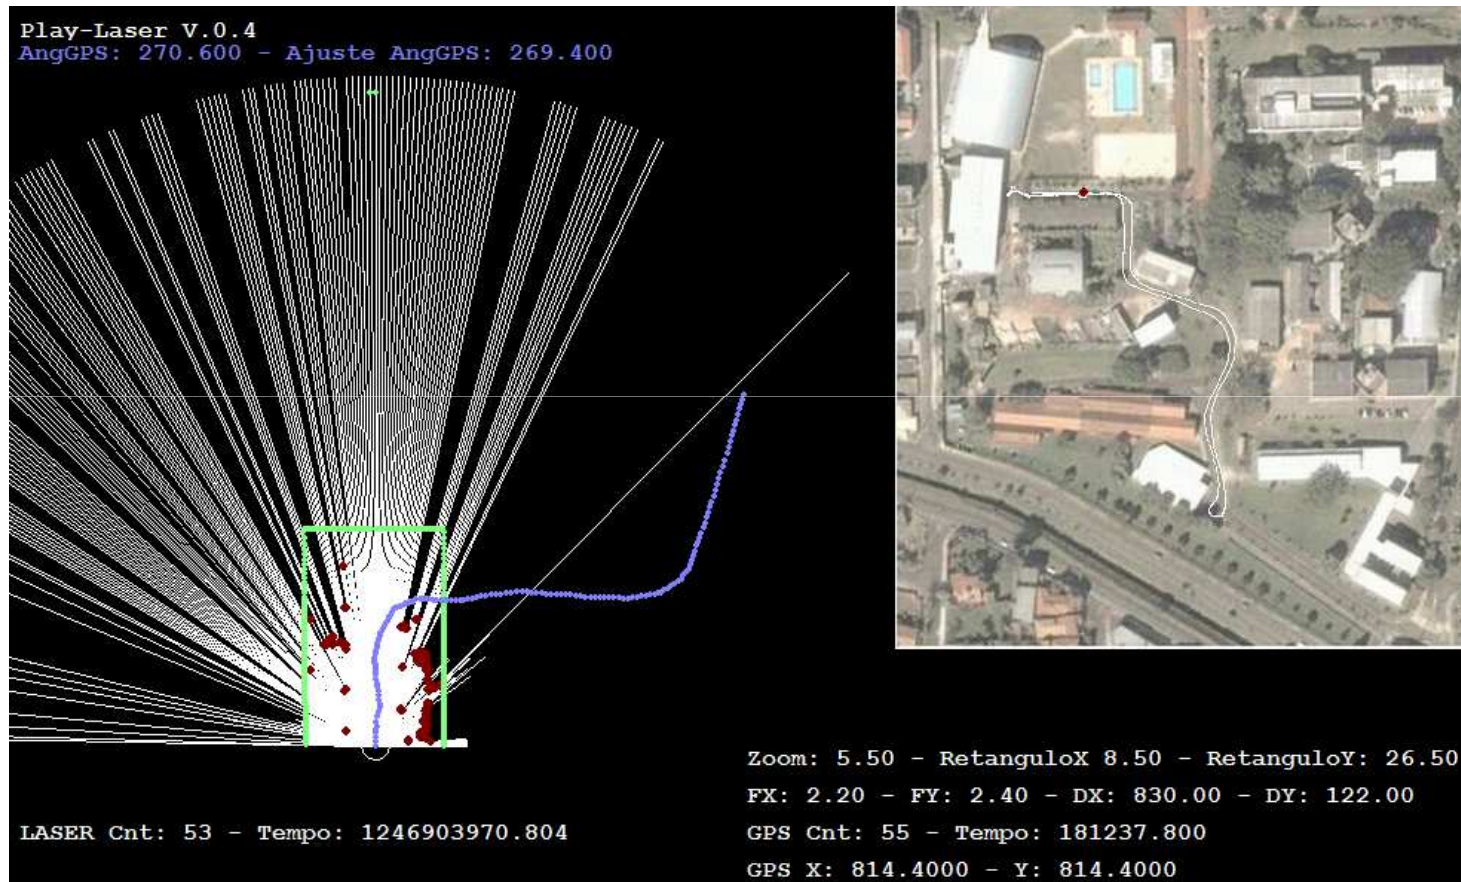 Play-Laser V.0.4
AngGPS: 270.600 - Ajuste AngGPS: 269.400
Zoom: 5.50 - RetanguloX 8.50 - RetanguloY: 26.50
FX: 2.20 - FY: 2.40 - DX: 830.00 - DY: 122.00
LASER Cnt: 53 - Tempo: 1246903970.804
GPS Cnt: 55 - Tempo: 181237.800
GPS X: 814.4000 - Y: 814.4000